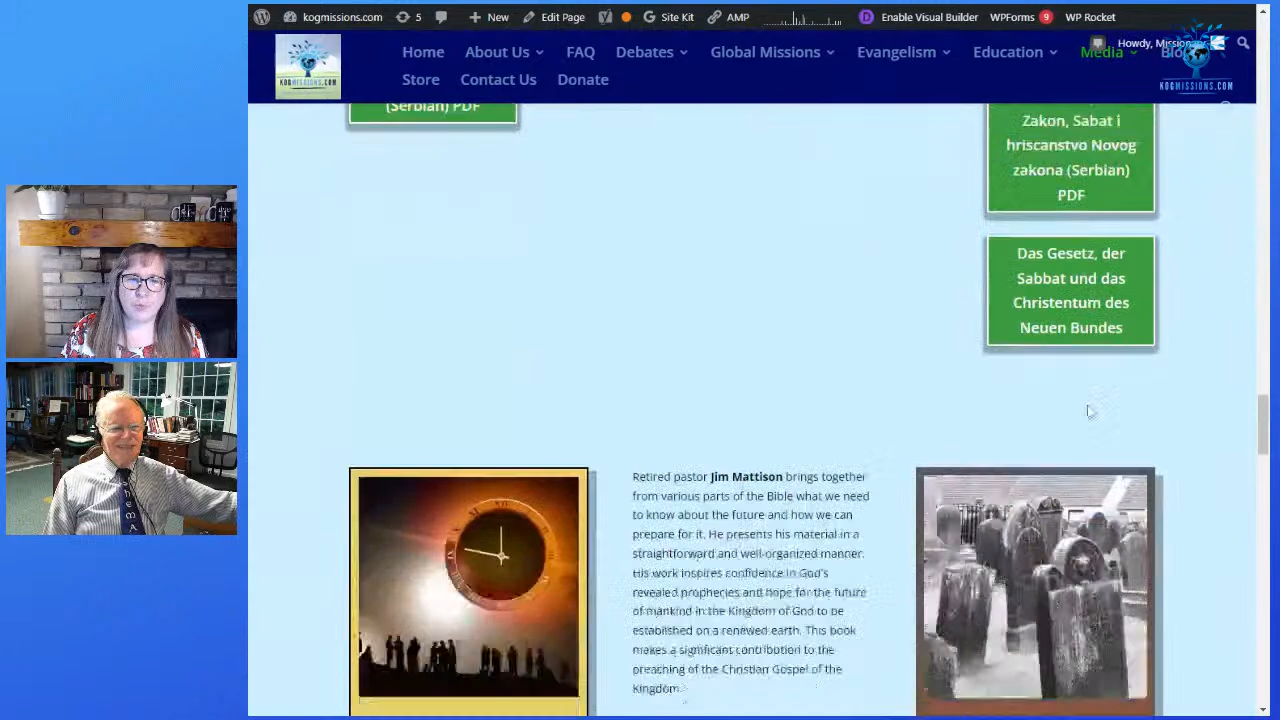 kogmissions.com 5 New Edit Page Site Kit AMP Enable Visual Builder WPForms 9 WP Rocket
Howdy,
KOGMISSIONS.COM
Home About Us FAQ Debates Global Missions Evangelism Education Media
Store Contact Us Donate
KOGMISSIONS.COM
(Serbian) PDF
Zakon, Sabat i
hriscanstvo Novog
zakona (Serbian)
PDF
Das Gesetz, der
Sabbat und das
Christentum des
Neuen Bundes
Retired pastor Jim Mattison brings together
from various parts of the Bible what we need
to know about the future and how we can
prepare for it. He presents his material in a
straightforward and well-organized manner.
His work inspires confidence in God's
revealed prophecies and hope for the future
of mankind in the Kingdom of God to be
established on a renewed earth. This book
makes a significant contribution to the
preaching of the Christian Gospel of the
Kingdom.